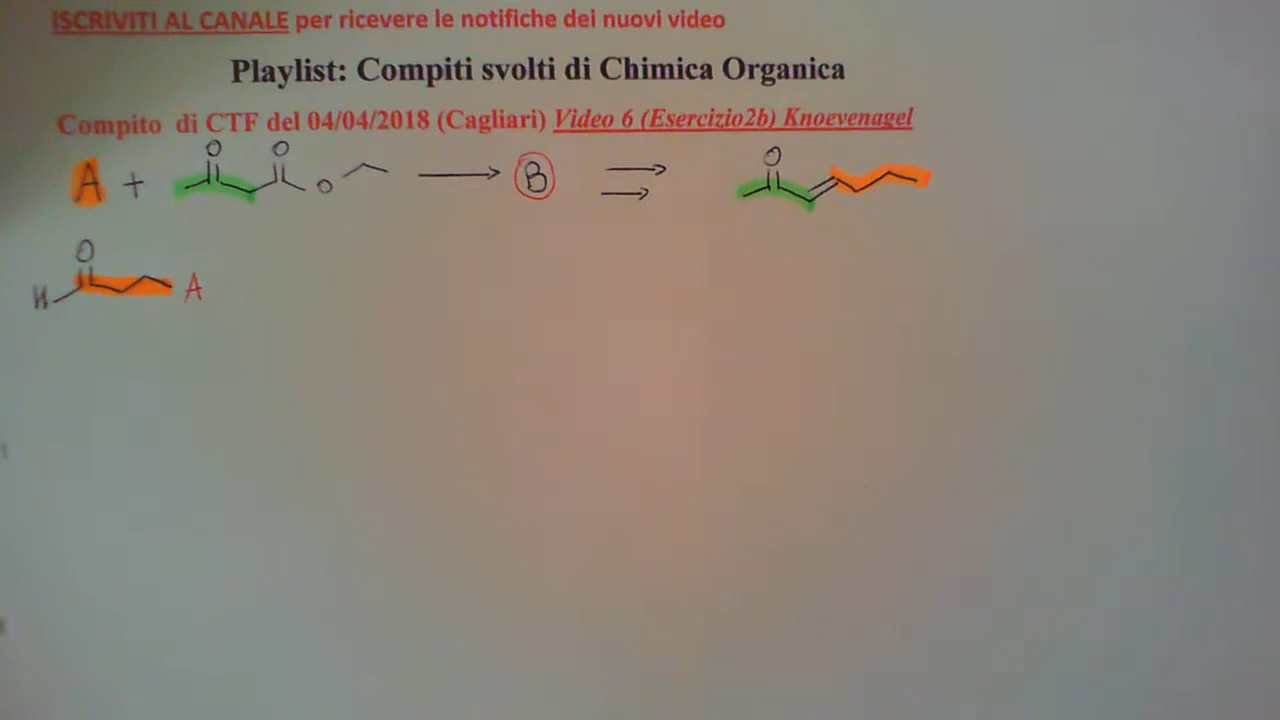 ISCRIVITI AL CANALE per ricevere le notifiche dei nuovi video
Playlist: Compiti svolti di Chimica Organica
Compito di CTF del 04/04/2018 (Cagliari) Video 6 (Esercizio2b) Knoevenagel
O O O
A + O B
O
H A